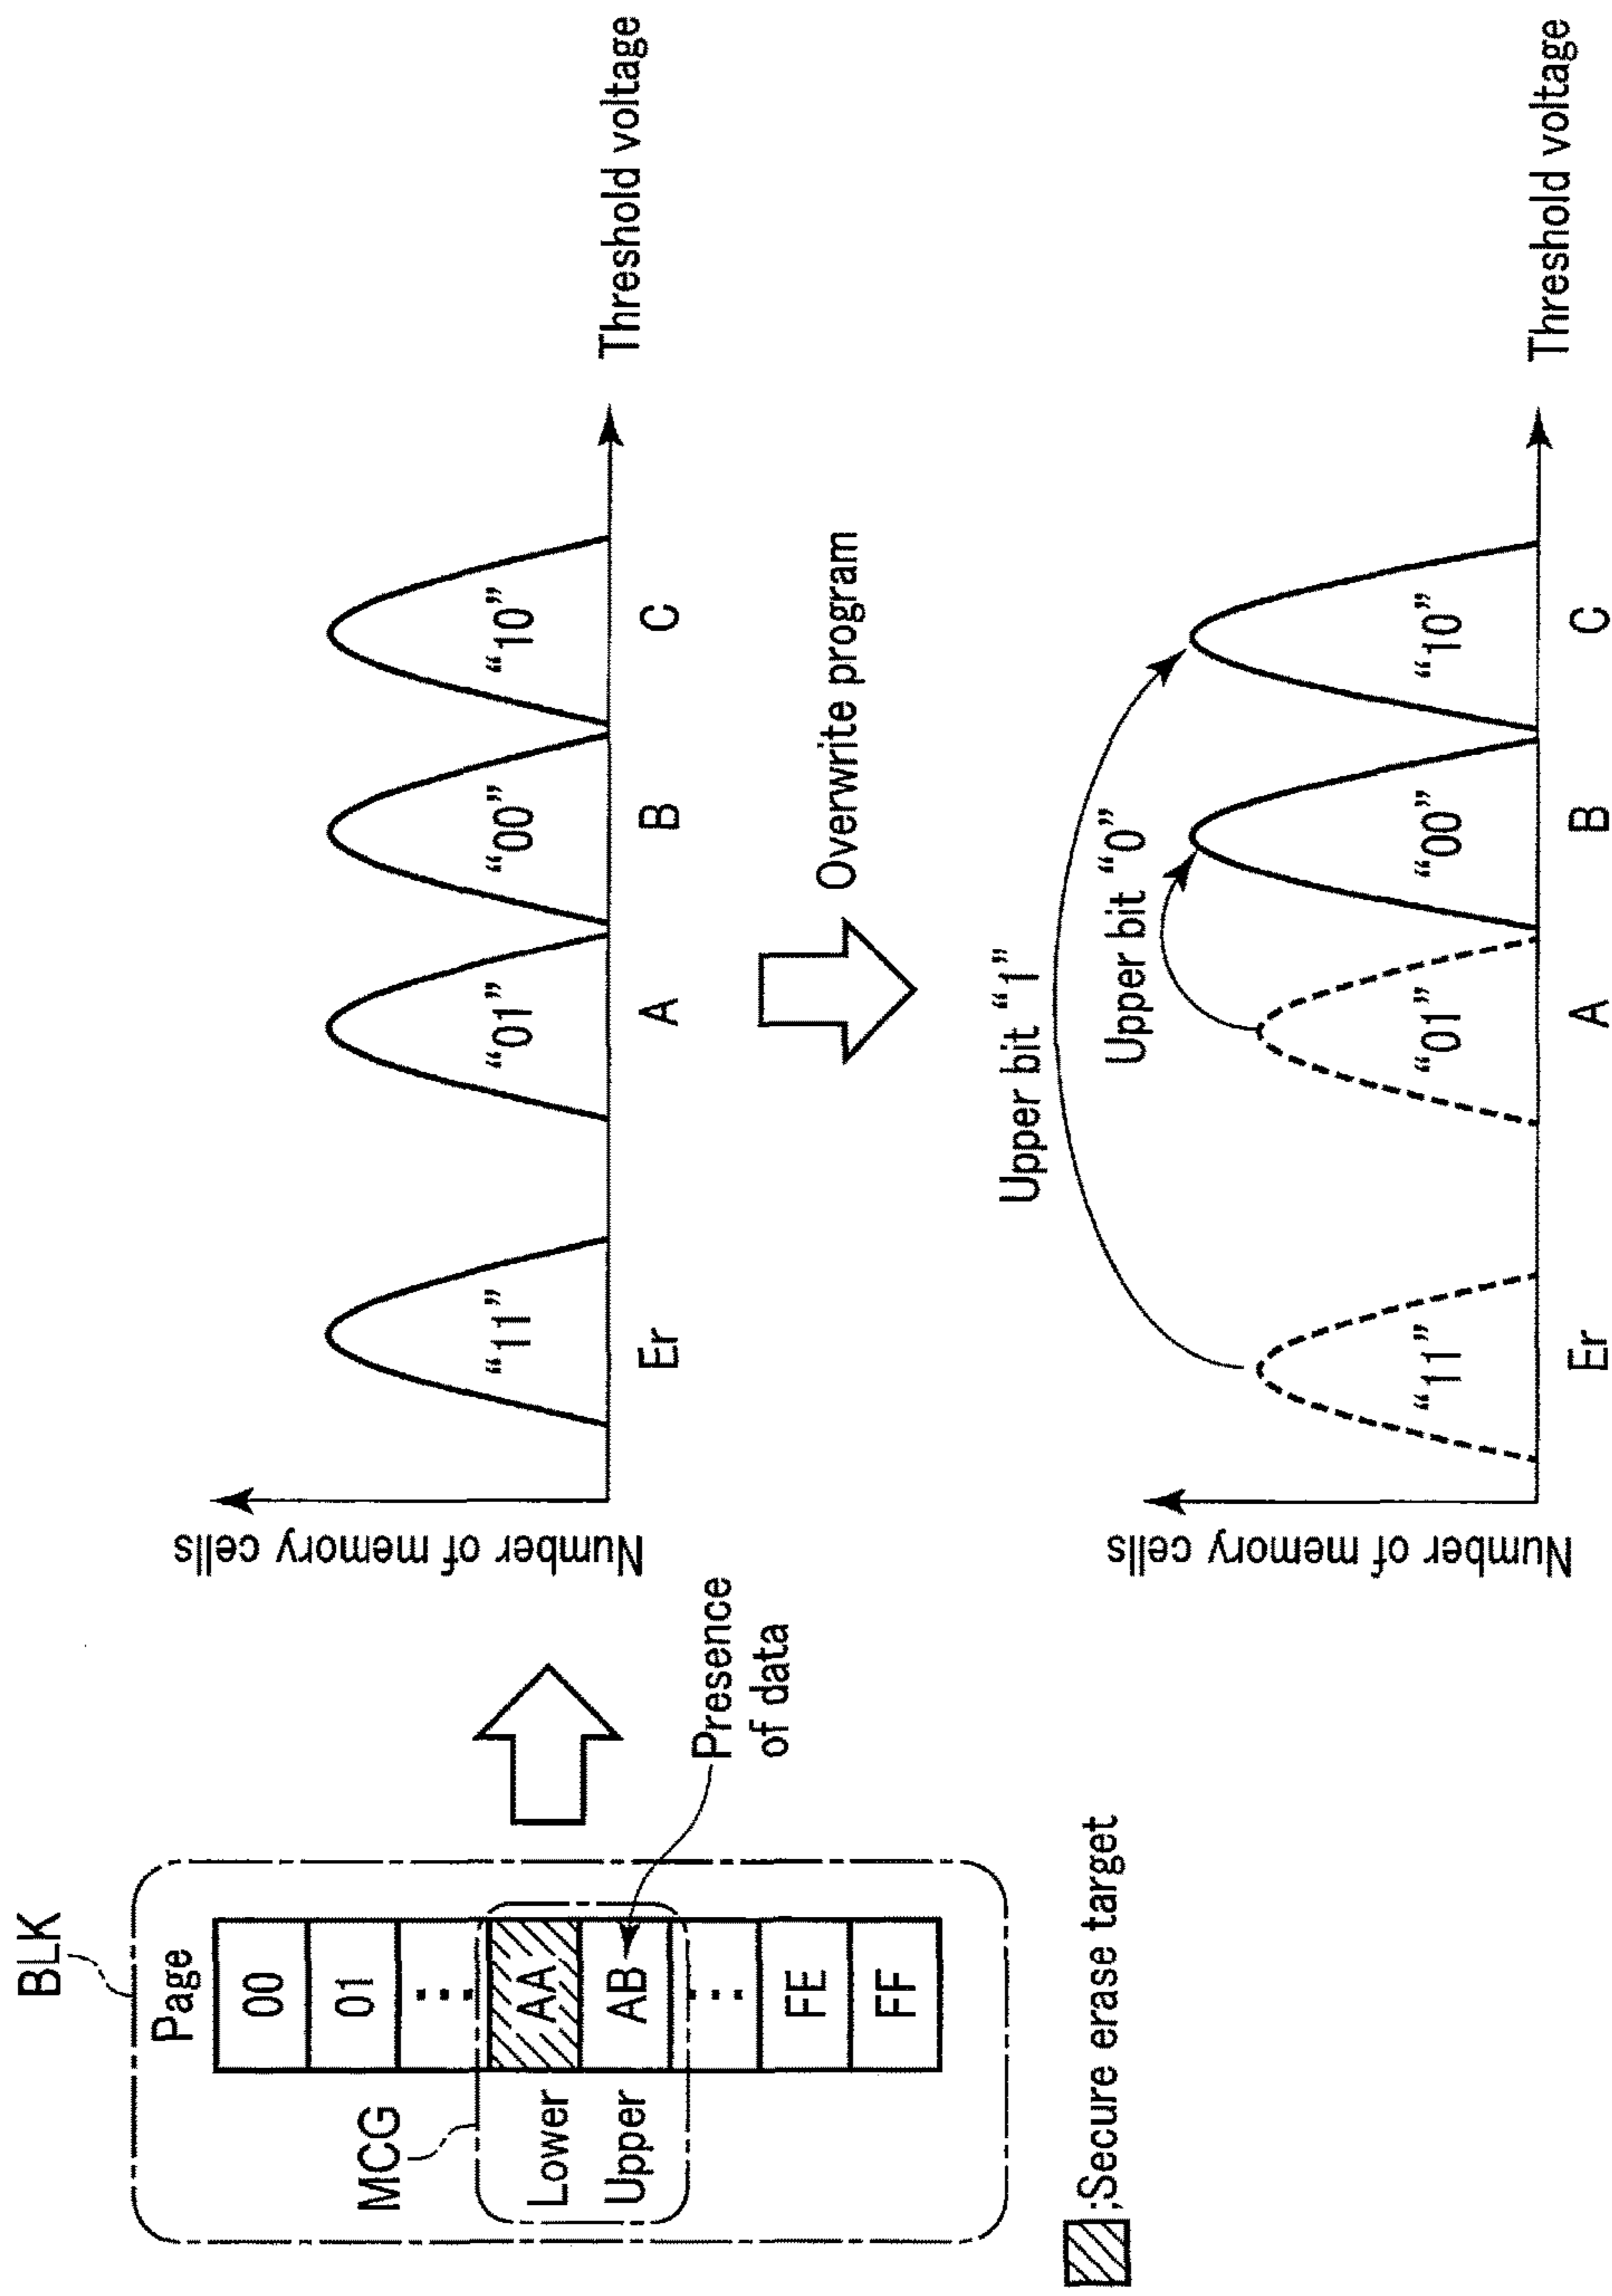 BLK
Page
00
01
⋮
MCG
Lower
AA
Upper
AB
⋮
FE
FF
Presence
of data
;Secure erase target
Number of memory cells
“11”
“01”
“00”
“10”
Er
A
B
C
Threshold voltage
Overwrite program
Number of memory cells
Upper bit “1”
Upper bit “0”
“11”
“01”
“00”
“10”
Er
A
B
C
Threshold voltage